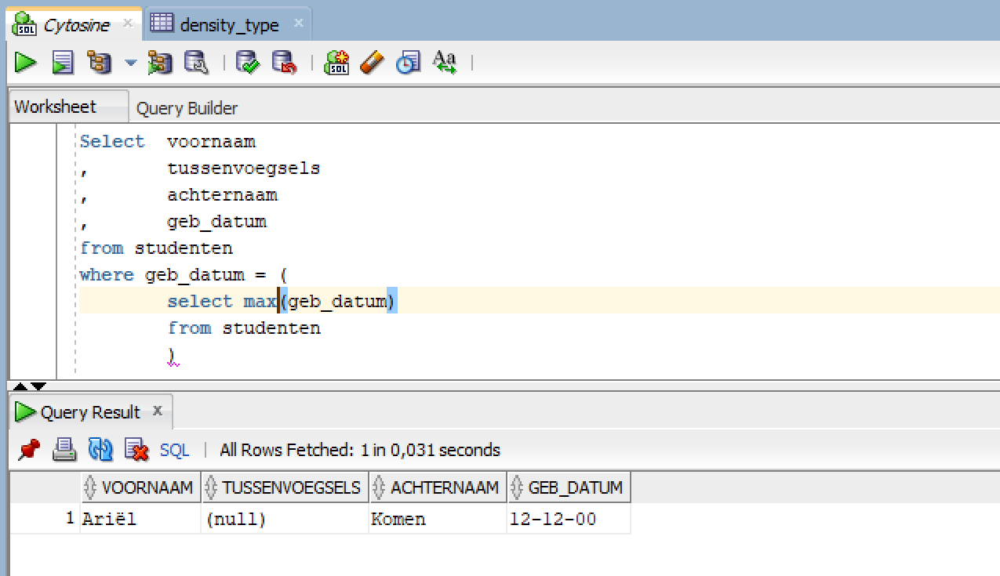 Cytosine density_type
Worksheet Query Builder
Select voornaam
, tussenvoegsels
, achternaam
, geb_datum
from studenten
where geb_datum = (
select max(geb_datum)
from studenten
)
Query Result x
SQL | All Rows Fetched: 1 in 0,031 seconds
VOORNAAM TUSSENVOEGSELS ACHTERNAAM GEB_DATUM
1 Ariël (null) Komen 12-12-00